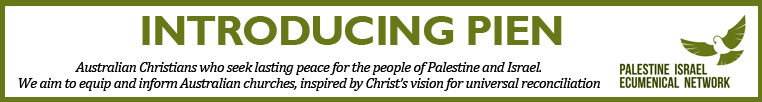 INTRODUCING PIEN
Australian Christians who seek lasting peace for the people of Palestine and Israel.
We aim to equip and inform Australian churches, inspired by Christ's vision for universal reconciliation
PALESTINE ISRAEL
ECUMENICAL NETWORK